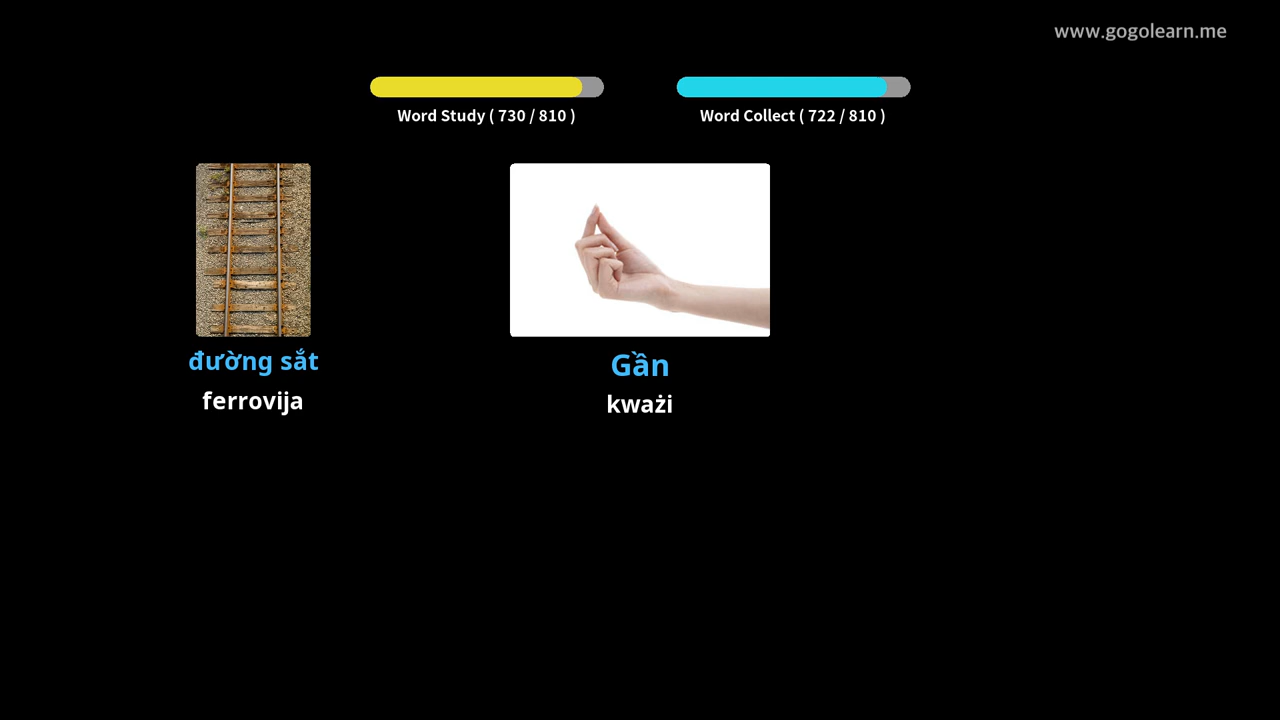 www.gogolearn.me
Word Study ( 730 / 810 )
Word Collect ( 722 / 810 )
đường sắt
ferrovija
Gần
kważi